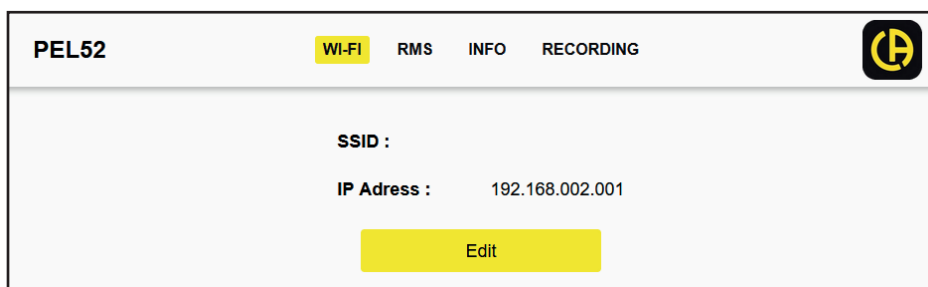 PEL52 WI-FI RMS INFO RECORDING
SSID :
IP Adress : 192.168.002.001
Edit